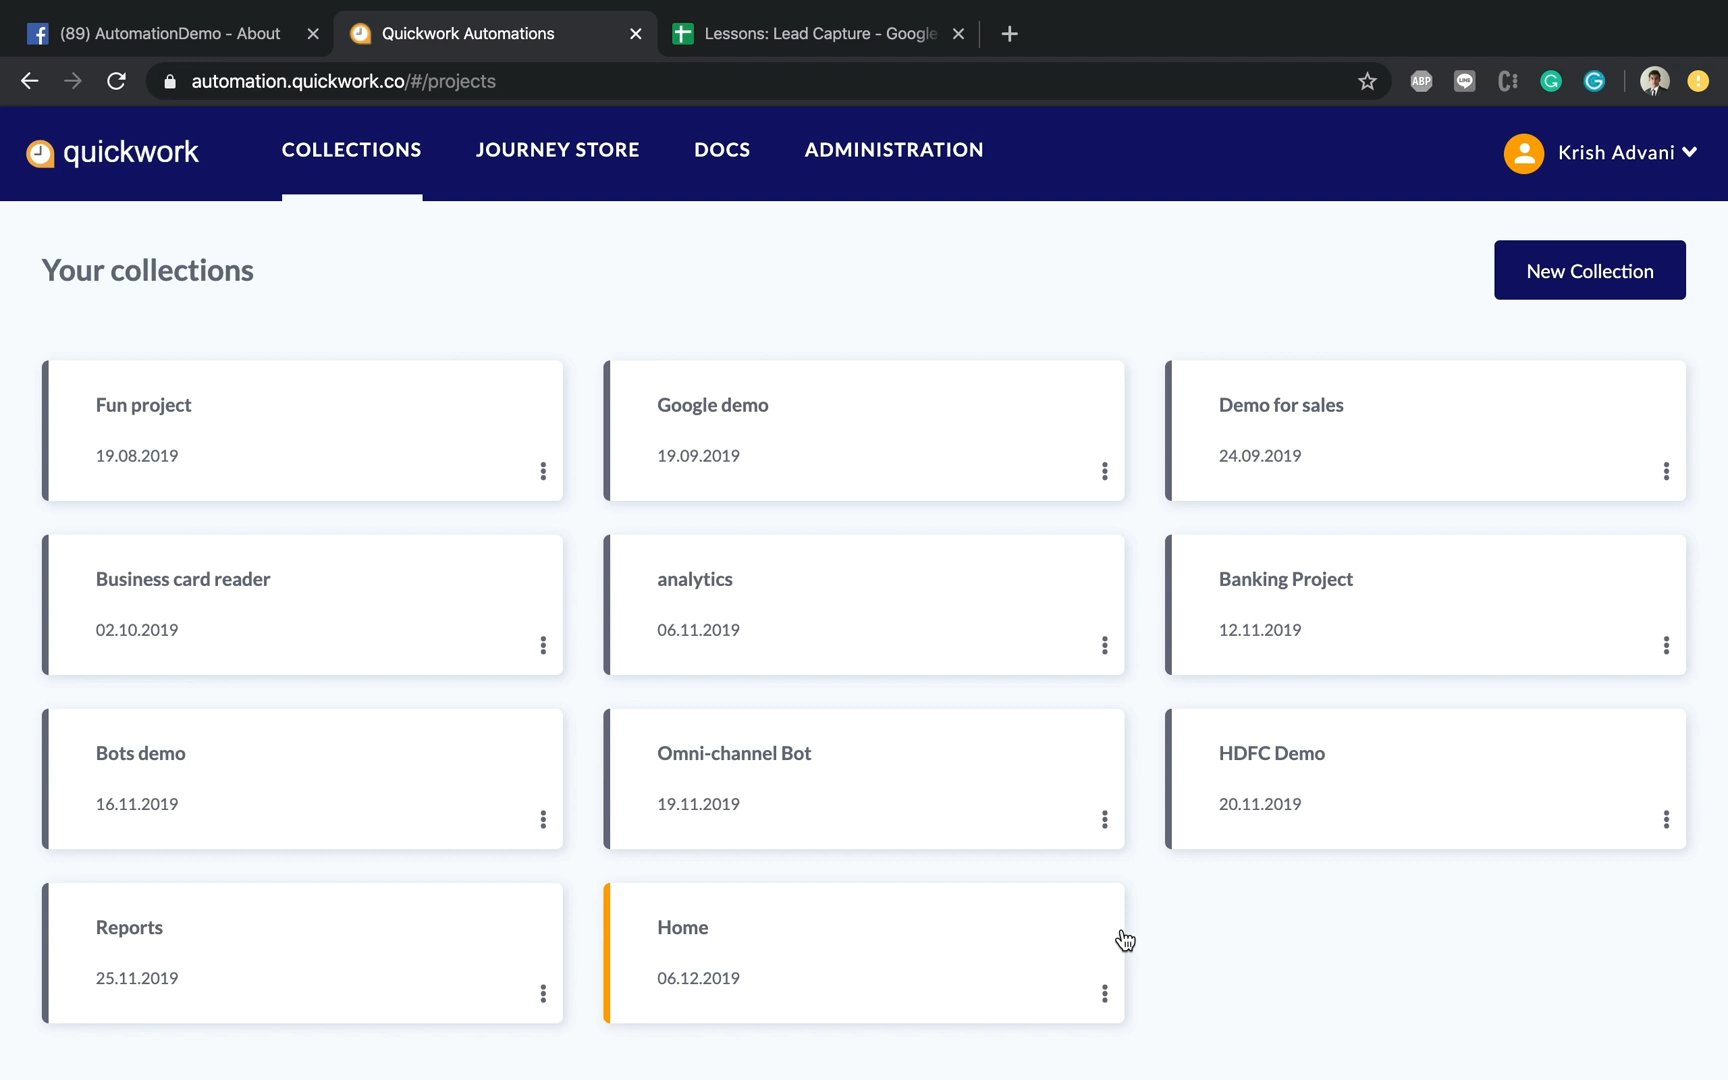 (89) AutomationDemo - About
Quickwork Automations
Lessons: Lead Capture - Google
automation.quickwork.co/#/projects
ABP
quickwork
COLLECTIONS
JOURNEY STORE
DOCS
ADMINISTRATION
Krish Advani
Your collections
New Collection
Fun project
19.08.2019
Google demo
19.09.2019
Demo for sales
24.09.2019
Business card reader
02.10.2019
analytics
06.11.2019
Banking Project
12.11.2019
Bots demo
16.11.2019
Omni-channel Bot
19.11.2019
HDFC Demo
20.11.2019
Reports
25.11.2019
Home
06.12.2019